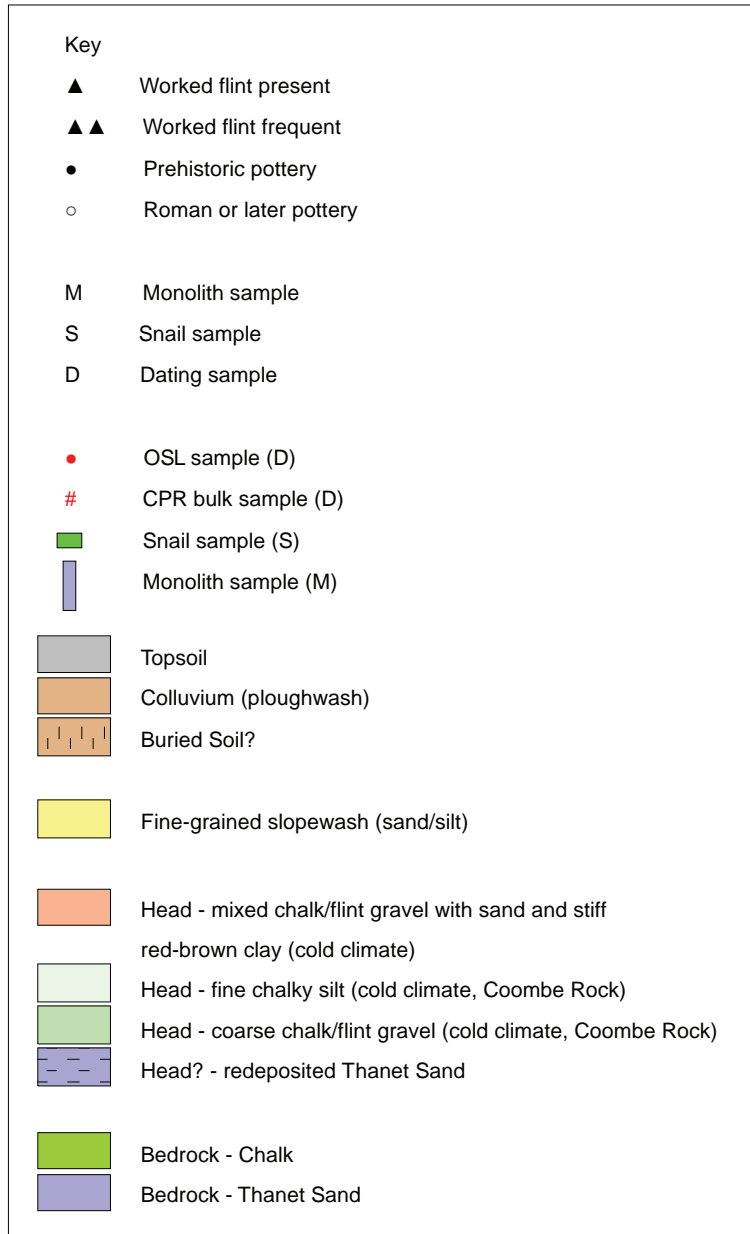 Key
▲ Worked flint present
▲▲ Worked flint frequent
● Prehistoric pottery
○ Roman or later pottery
M Monolith sample
S Snail sample
D Dating sample
● OSL sample (D)
# CPR bulk sample (D)
Snail sample (S)
Monolith sample (M)
Topsoil
Colluvium (ploughwash)
Buried Soil?
Fine-grained slopewash (sand/silt)
Head - mixed chalk/flint gravel with sand and stiff
red-brown clay (cold climate)
Head - fine chalky silt (cold climate, Coombe Rock)
Head - coarse chalk/flint gravel (cold climate, Coombe Rock)
Head? - redeposited Thanet Sand
Bedrock - Chalk
Bedrock - Thanet Sand